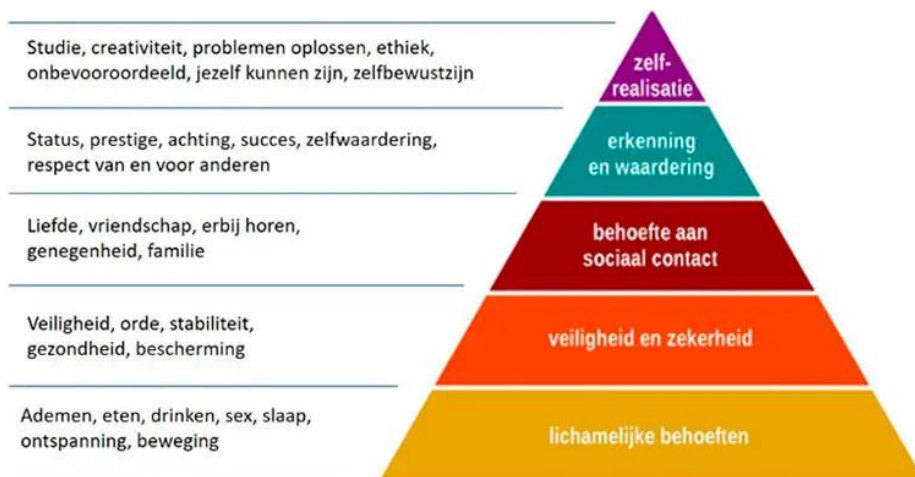 Studie, creativiteit, problemen oplossen, ethiek,
onbevooroordeeld, jezelf kunnen zijn, zelfbewustzijn
zelf-
realisatie
Status, prestige, achting, succes, zelfwaardering,
respect van en voor anderen
erkenning
en waardering
Liefde, vriendschap, erbij horen,
genegenheid, familie
behoefte aan
sociaal contact
Veiligheid, orde, stabiliteit,
gezondheid, bescherming
veiligheid en zekerheid
Ademen, eten, drinken, sex, slaap,
ontspanning, beweging
lichamelijke behoeften